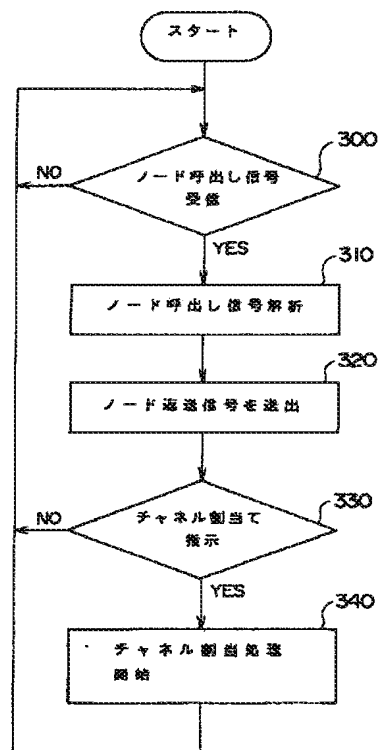 スタート
300
ノード呼出し信号
受信
NO
YES
310
ノード呼出し信号解析
320
ノード返送信号を送出
330
チャネル割当て
指示
NO
YES
340
チャネル割当処理
開始